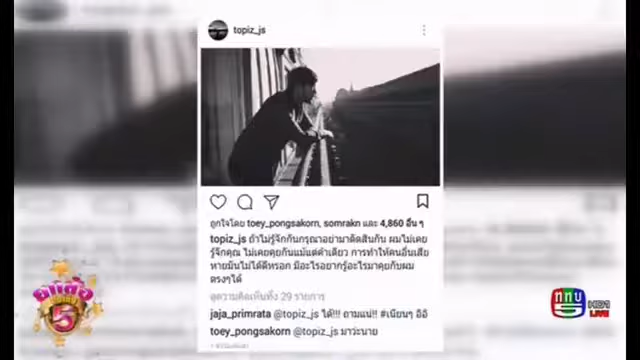 topiz_js
ถูกใจโดย toey_pongsakorn, somrakn และ 4,860 อื่น ๆ
topiz_js ถ้าไม่รู้จักกันกรุณาอย่ามาตัดสินกัน ผมไม่เคย
รู้จักคุณ ไม่เคยคุยกันแม้แต่คำเดียว การทำให้คนอื่นเสีย
หายมันไม่ได้ดีหรอก มีอะไรอยากรู้อะไรมาคุยกับผม
ตรงๆได้
ดูความคิดเห็นทั้ง 29 รายการ
jaja_primrata @topiz_js ได้!!! ถามแน่!! #เนียนๆ อิอิ
toey_pongsakorn @topiz_js มาว่ะนาย
5
ททบ
HD1
LIVE